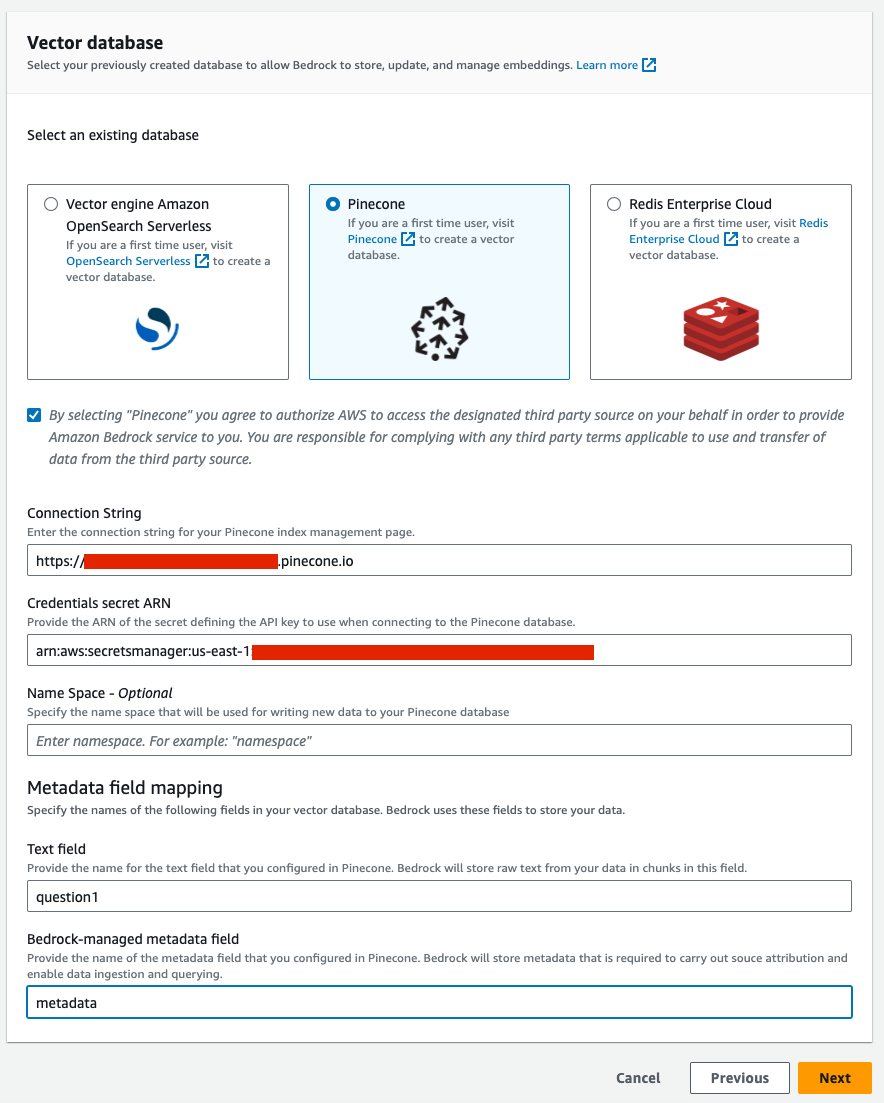 Vector database
Select your previously created database to allow Bedrock to store, update, and manage embeddings. Learn more
Select an existing database
Vector engine Amazon
OpenSearch Serverless
If you are a first time user, visit
OpenSearch Serverless to create a
vector database.
Pinecone
If you are a first time user, visit
Pinecone to create a vector
database.
Redis Enterprise Cloud
If you are a first time user, visit Redis
Enterprise Cloud to create a
vector database.
By selecting "Pinecone" you agree to authorize AWS to access the designated third party source on your behalf in order to provide
Amazon Bedrock service to you. You are responsible for complying with any third party terms applicable to use and transfer of
data from the third party source.
Connection String
Enter the connection string for your Pinecone index management page.
https:// .pinecone.io
Credentials secret ARN
Provide the ARN of the secret defining the API key to use when connecting to the Pinecone database.
arn:aws:secretsmanager:us-east-1
Name Space - Optional
Specify the name space that will be used for writing new data to your Pinecone database
Enter namespace. For example: "namespace"
Metadata field mapping
Specify the names of the following fields in your vector database. Bedrock uses these fields to store your data.
Text field
Provide the name for the text field that you configured in Pinecone. Bedrock will store raw text from your data in chunks in this field.
question1
Bedrock-managed metadata field
Provide the name of the metadata field that you configured in Pinecone. Bedrock will store metadata that is required to carry out souce attribution and
enable data ingestion and querying.
metadata
Cancel
Previous
Next